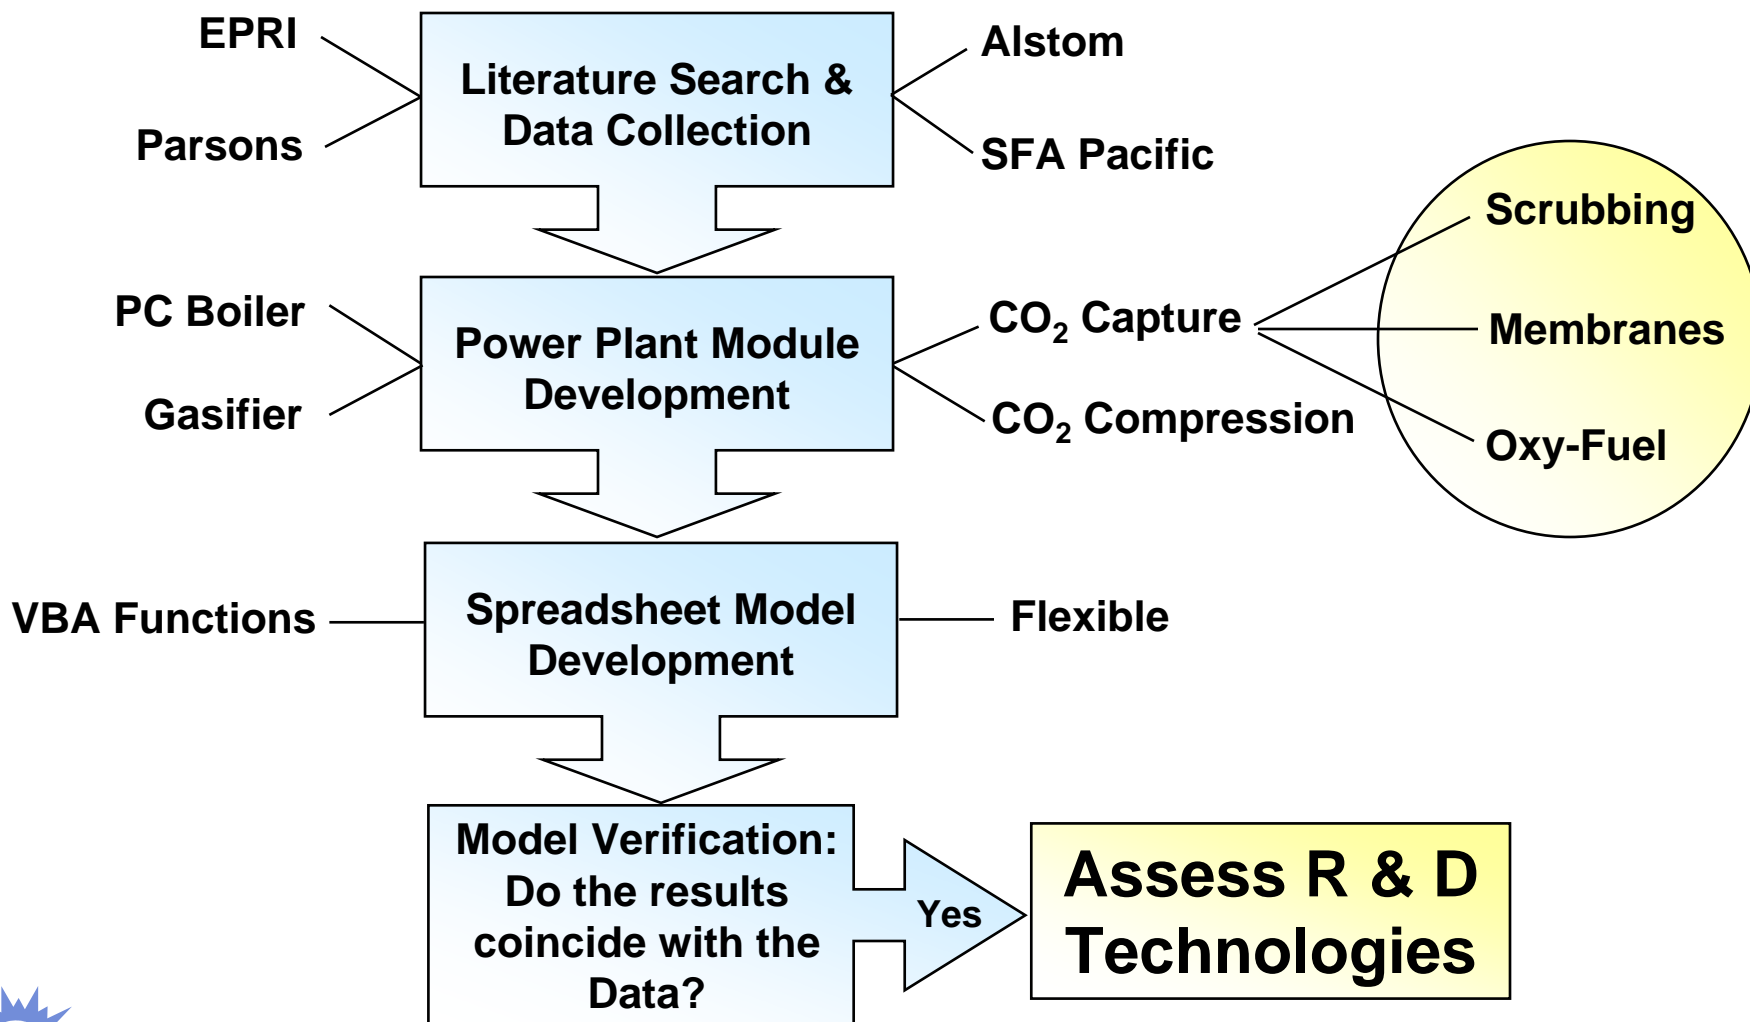 EPRI
Parsons
Literature Search &
Data Collection
Alstom
SFA Pacific
PC Boiler
Gasifier
Power Plant Module
Development
CO₂ Capture
CO₂ Compression
Scrubbing
Membranes
Oxy-Fuel
VBA Functions
Spreadsheet Model
Development
Flexible
Model Verification:
Do the results
coincide with the
Data?
Yes
Assess R & D
Technologies